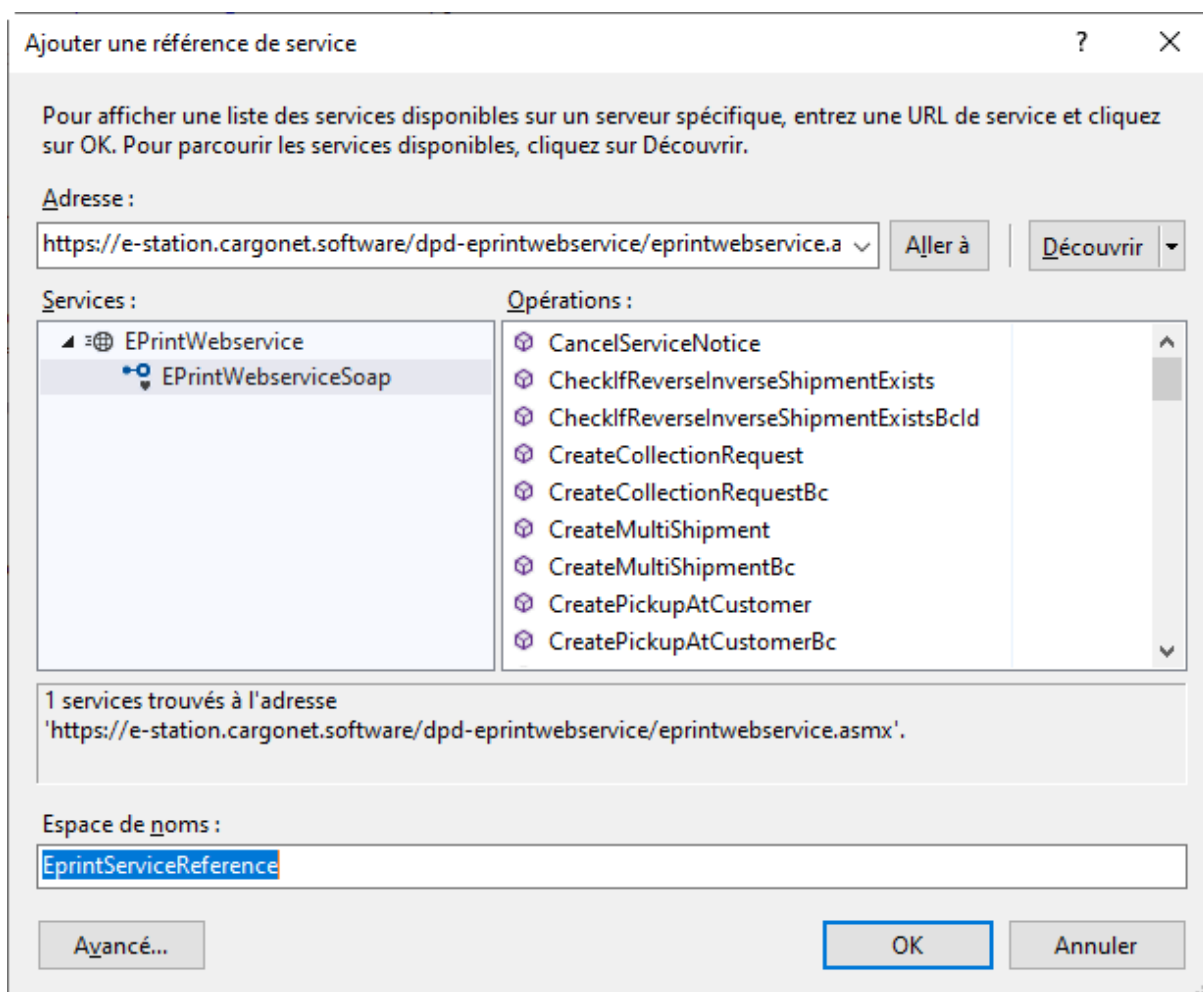 Ajouter une référence de service
?
Pour afficher une liste des services disponibles sur un serveur spécifique, entrez une URL de service et cliquez
sur OK. Pour parcourir les services disponibles, cliquez sur Découvrir.
Adresse :
https://e-station.cargonet.software/dpd-eprintwebservice/eprintwebservice.a
Aller à
Découvrir
Services :
Opérations :
EPrintWebservice
EPrintWebserviceSoap
CancelServiceNotice
CheckIfReverseInverseShipmentExists
CheckIfReverseInverseShipmentExistsBcId
CreateCollectionRequest
CreateCollectionRequestBc
CreateMultiShipment
CreateMultiShipmentBc
CreatePickupAtCustomer
CreatePickupAtCustomerBc
1 services trouvés à l'adresse
'https://e-station.cargonet.software/dpd-eprintwebservice/eprintwebservice.asmx'.
Espace de noms :
EprintServiceReference
Avancé...
OK
Annuler